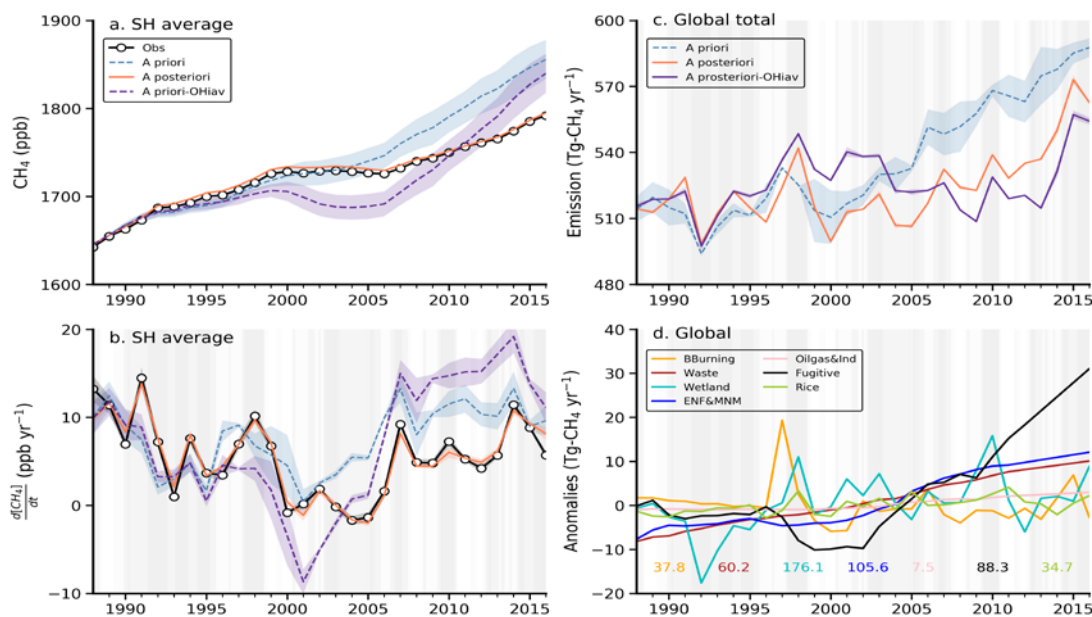 a. SH average
Obs
A priori
A posteriori
A priori-OHiav
CH₄ (ppb)
1900
1800
1700
1600
1990 1995 2000 2005 2010 2015
c. Global total
A priori
A posteriori
A prosteriori-OHiav
Emission (Tg-CH₄ yr⁻¹)
600
570
540
510
480
1990 1995 2000 2005 2010 2015
b. SH average
d[CH₄]/dt (ppb yr⁻¹)
20
10
0
−10
1990 1995 2000 2005 2010 2015
d. Global
BBurning
Waste
Wetland
ENF&MNM
Oilgas&Ind
Fugitive
Rice
Anomalies (Tg-CH₄ yr⁻¹)
40
30
20
10
0
−10
−20
37.8 60.2 176.1 105.6 7.5 88.3 34.7
1990 1995 2000 2005 2010 2015